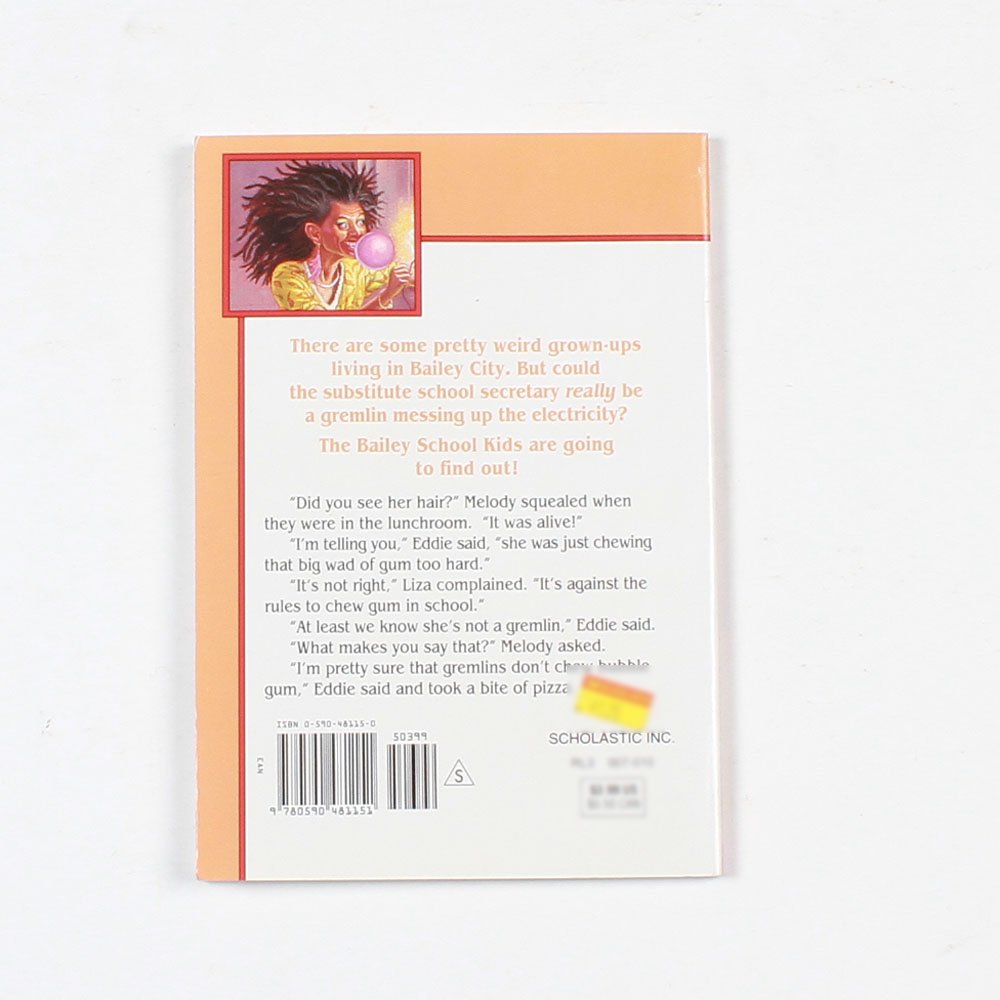 There are some pretty weird grown-ups
living in Bailey City. But could
the substitute school secretary really be
a gremlin messing up the electricity?
The Bailey School Kids are going
to find out!
“Did you see her hair?” Melody squealed when
they were in the lunchroom. “It was alive!”
“I’m telling you,” Eddie said, “she was just chewing
that big wad of gum too hard.”
“It’s not right,” Liza complained. “It’s against the
rules to chew gum in school.”
“At least we know she’s not a gremlin,” Eddie said.
“What makes you say that?” Melody asked.
“I’m pretty sure that gremlins don’t chew bubble
gum,” Eddie said and took a bite of pizza
ISBN 0-590-48115-0
50399
EAN
S
9 780590 481151
SCHOLASTIC INC.